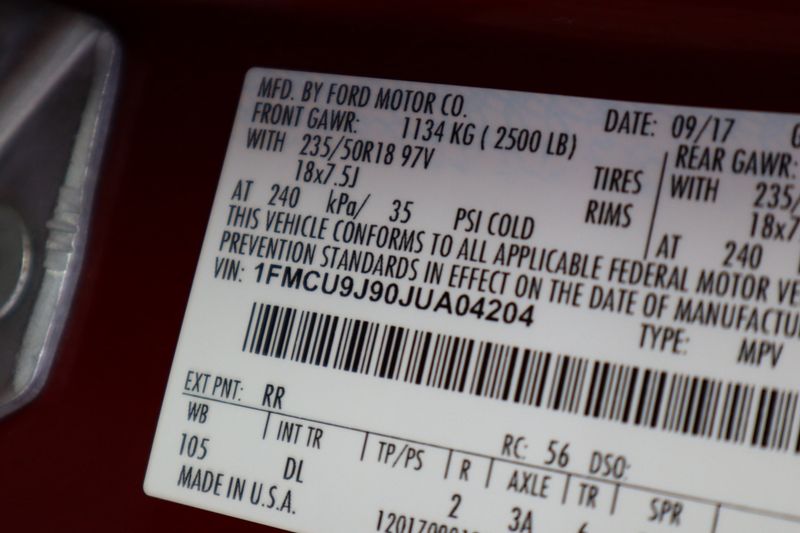 MFD. BY FORD MOTOR CO.
DATE: 09/17
FRONT GAWR: 1134 KG ( 2500 LB)
REAR GAWR:
WITH 235/50R18 97V TIRES
WITH 235/
18x7.5J RIMS
18x7
AT 240 kPa/ 35 PSI COLD
AT 240
THIS VEHICLE CONFORMS TO ALL APPLICABLE FEDERAL MOTOR
PREVENTION STANDARDS IN EFFECT ON THE DATE OF
VIN: 1FMCU9J90JUA04204
TYPE: MPV
EXT PNT: RR
RC: 56 DSO:
WB INT TR TP/PS R AXLE TR SPR
105 DL 2 3A
MADE IN U.S.A.